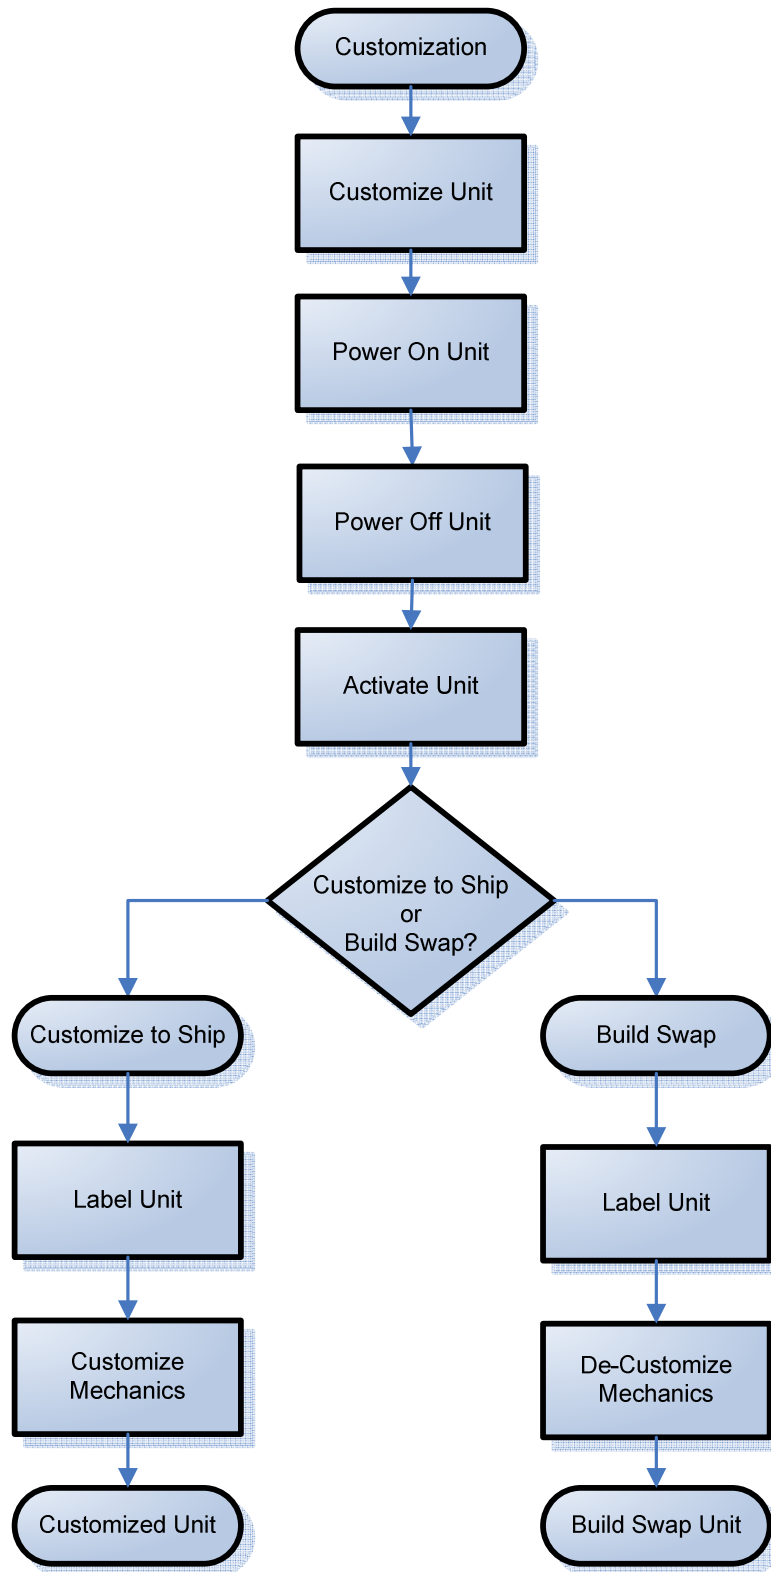 Customization
Customize Unit
Power On Unit
Power Off Unit
Activate Unit
Customize to Ship
or
Build Swap?
Customize to Ship
Build Swap
Label Unit
Label Unit
Customize
Mechanics
De-Customize
Mechanics
Customized Unit
Build Swap Unit